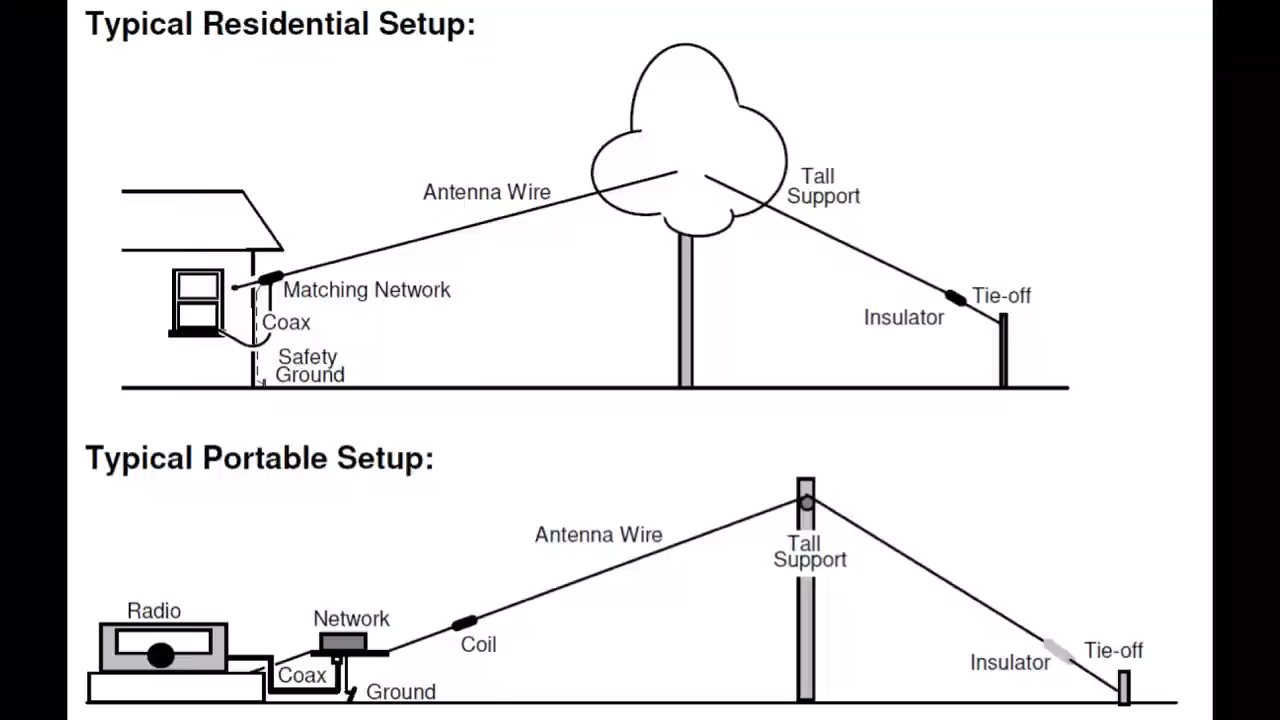 Typical Residential Setup:
Antenna Wire
Tall
Support
Matching Network
Tie-off
Insulator
Coax
Safety
Ground
Typical Portable Setup:
Antenna Wire
Tall
Support
Radio
Network
Coil
Tie-off
Insulator
Coax
Ground